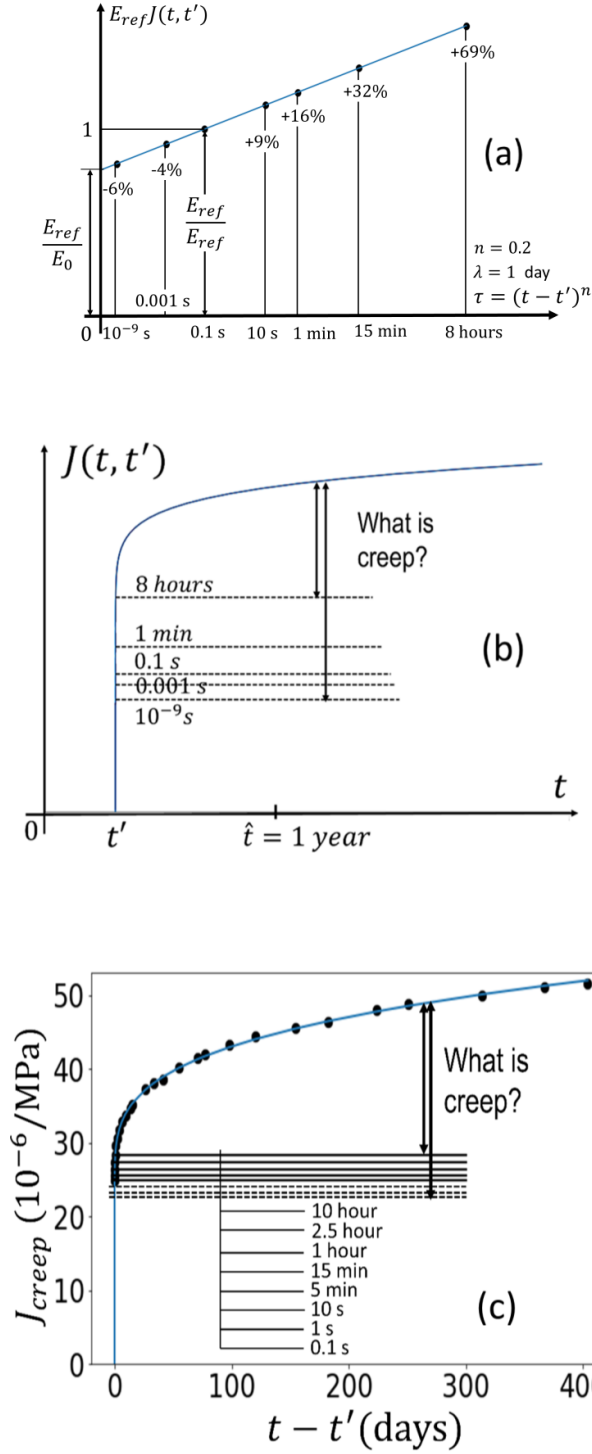 E_ref J(t, t′)
+69%
+32%
+16%
+9%
1
-4%
-6%
(a)
E_ref/E_ref
E_ref/E_0
n = 0.2
λ = 1 day
τ = (t − t′)^n
0.001 s
0 10⁻⁹ s 0.1 s 10 s 1 min 15 min 8 hours
J(t, t′)
What is
creep?
8 hours
1 min
0.1 s
0.001 s
10⁻⁹s
(b)
t
0 t′ t̂ = 1 year
J_creep (10⁻⁶/MPa)
50
40
30
20
10
0
What is
creep?
10 hour
2.5 hour
1 hour
15 min
5 min
10 s
1 s
0.1 s
(c)
0 100 200 300 40
t − t′(days)